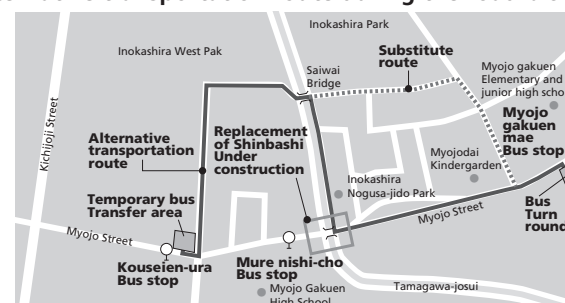 Inokashira Park
Inokashira West Pak
Substitute
route
Saiwai
Bridge
Myojo gakuen
Elementary and
junior high scho
Kichijoji Street
Alternative
transportation
route
Replacement
of Shinbashi
Under
construction
Myojo
gakuen
mae
Bus stop
Myojodai
Kindergarden
Inokashira
Nogusa-jido Park
Temporary bus
Transfer area
Myojo Street
Bus
Turn
round
Myojo Street
Kouseien-ura
Bus stop
Mure nishi-cho
Bus stop
Myojo Gakuen
High School
Tamagawa-josui